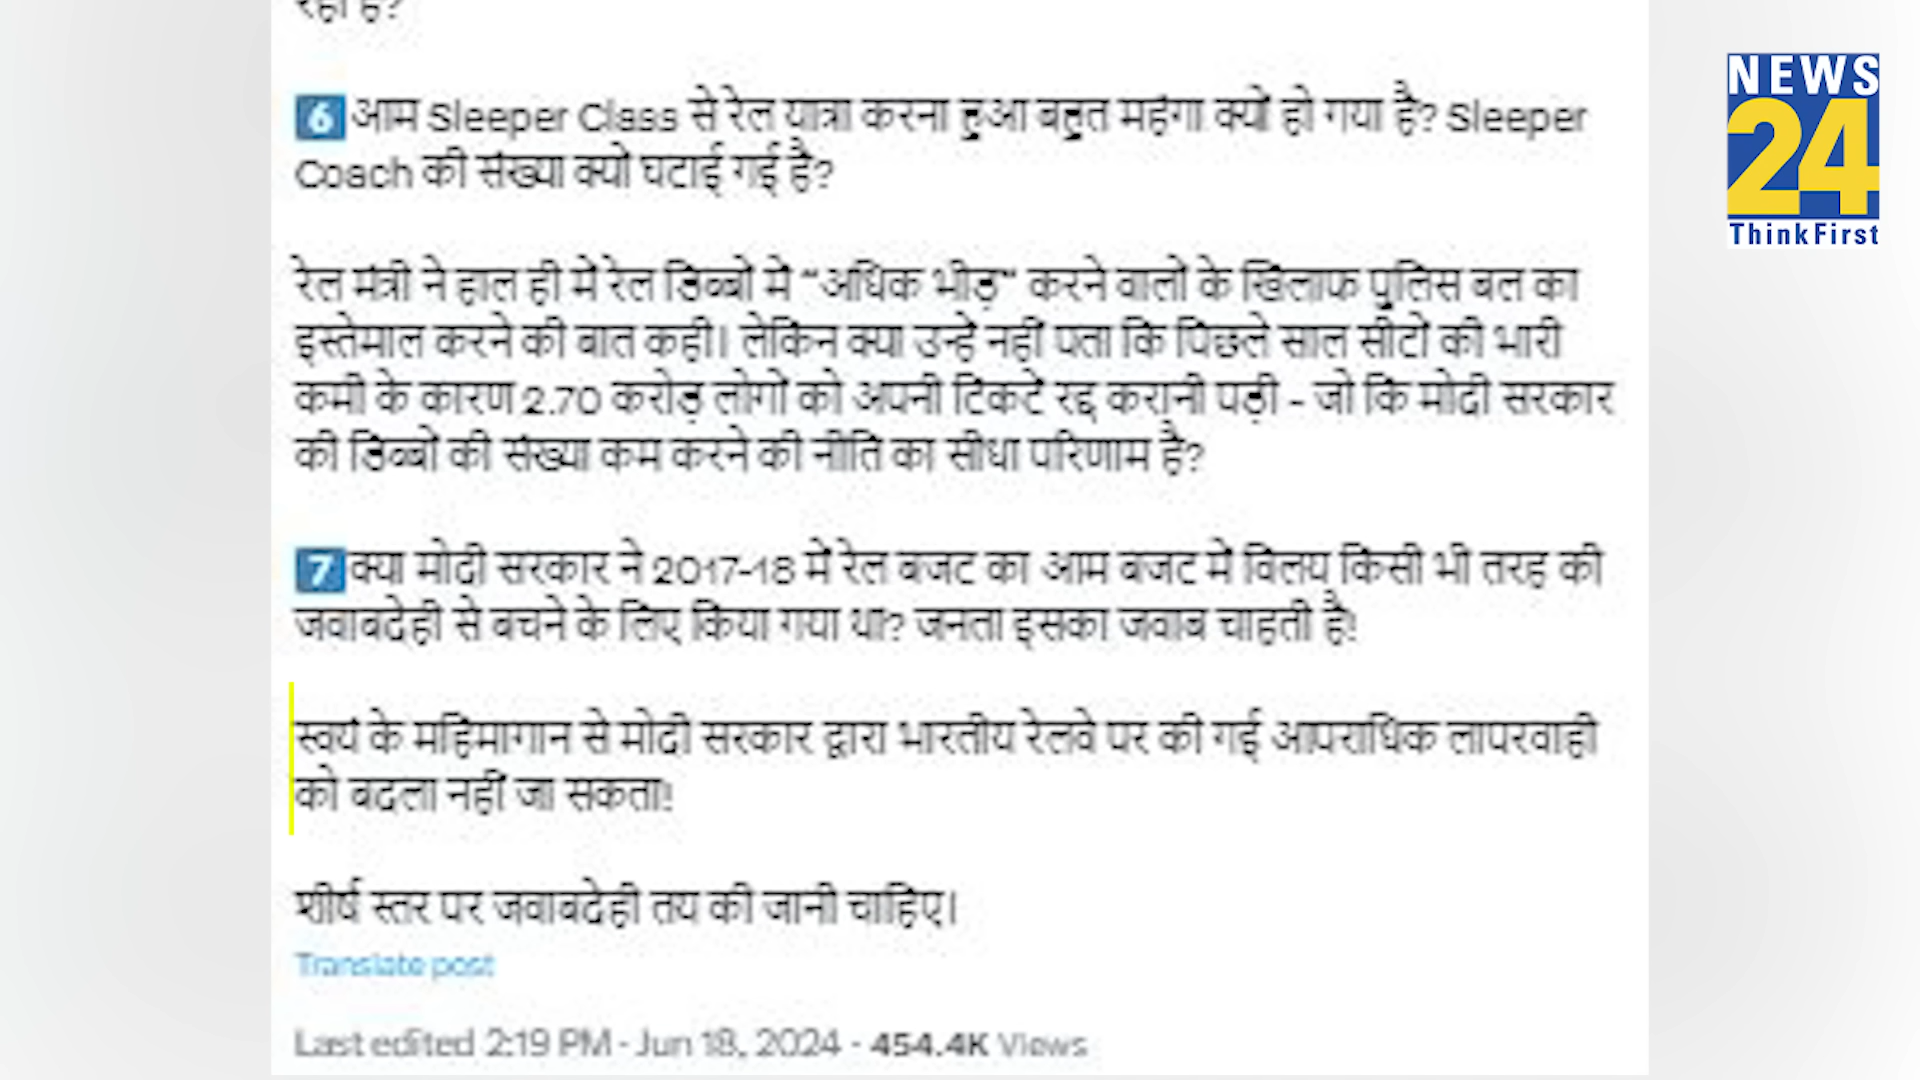 रहा है?
6 आम Sleeper Class से रेल यात्रा करना हुआ बहुत महंगा क्यों हो गया है? Sleeper
Coach की संख्या क्यों घटाई गई है?
रेल मंत्री ने हाल ही में रेल डिब्बों में "अधिक भीड़" करने वालों के खिलाफ पुलिस बल का
इस्तेमाल करने की बात कही। लेकिन क्या उन्हें नहीं पता कि पिछले साल सीटों की भारी
कमी के कारण 2.70 करोड़ लोगों को अपनी टिकटें रद्द करानी पड़ी - जो कि मोदी सरकार
की डिब्बों की संख्या कम करने की नीति का सीधा परिणाम है?
7 क्या मोदी सरकार ने 2017-18 में रेल बजट का आम बजट में विलय किसी भी तरह की
जवाबदेही से बचने के लिए किया गया था? जनता इसका जवाब चाहती है!
स्वयं के महिमागान से मोदी सरकार द्वारा भारतीय रेलवे पर की गई आपराधिक लापरवाही
को बदला नहीं जा सकता!
शीर्ष स्तर पर जवाबदेही तय की जानी चाहिए।
Translate post
Last edited 2:19 PM · Jun 18, 2024 · 454.4K Views
NEWS
24
ThinkFirst